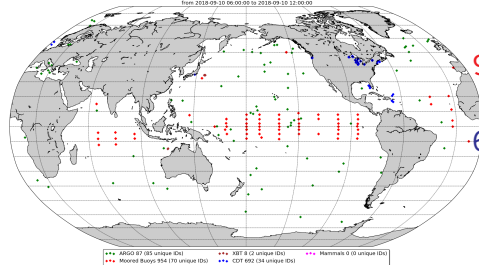 from 2018-09-10 06:00:00 to 2018-09-10 12:00:00
ARGO 87 (85 unique IDs)
XBT 8 (2 unique IDs)
Mammals 0 (0 unique IDs)
Moored Buoys 954 (70 unique IDs)
CDT 692 (34 unique IDs)